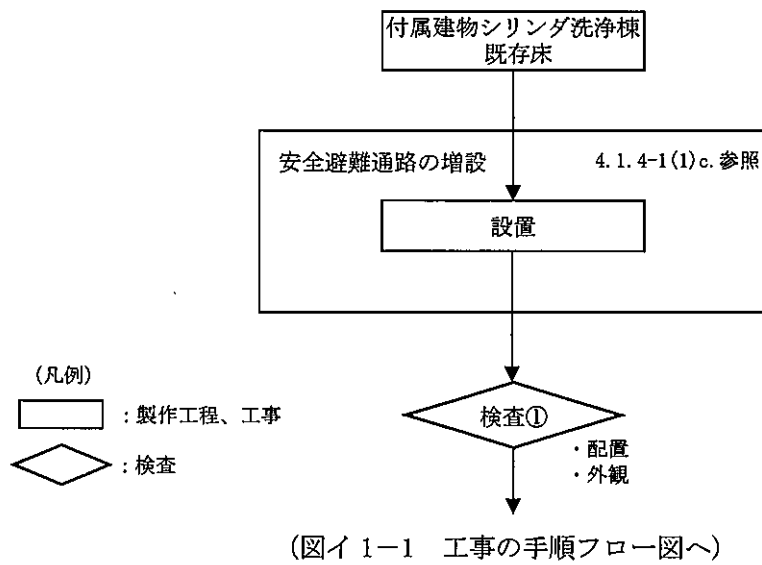 付属建物シリンダ洗浄棟
既存床
安全避難通路の増設 4.1.4-1(1)c.参照
設置
検査①
・配置
・外観
(凡例)
：製作工程、工事
：検査
(図イ 1-1 工事の手順フロー図へ)